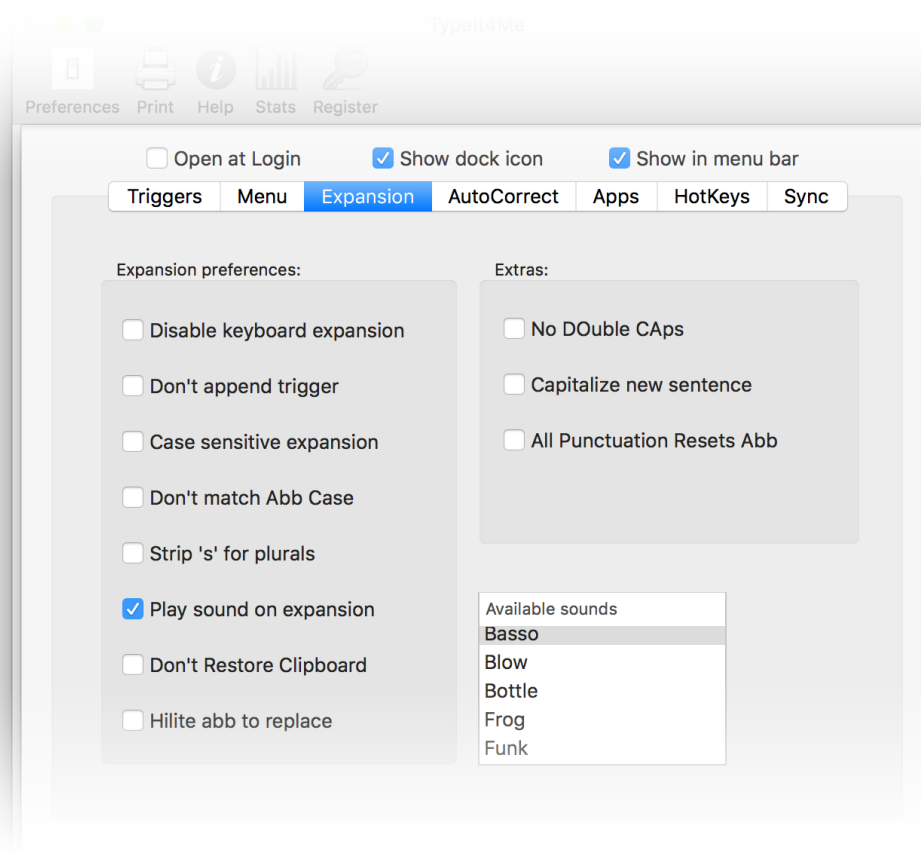 TypeIt4Me
Preferences Print Help Stats Register
Open at Login Show dock icon Show in menu bar
Triggers Menu Expansion AutoCorrect Apps HotKeys Sync
Expansion preferences:
Disable keyboard expansion
Don't append trigger
Case sensitive expansion
Don't match Abb Case
Strip 's' for plurals
Play sound on expansion
Don't Restore Clipboard
Hilite abb to replace
Extras:
No DOuble CAps
Capitalize new sentence
All Punctuation Resets Abb
Available sounds
Basso
Blow
Bottle
Frog
Funk